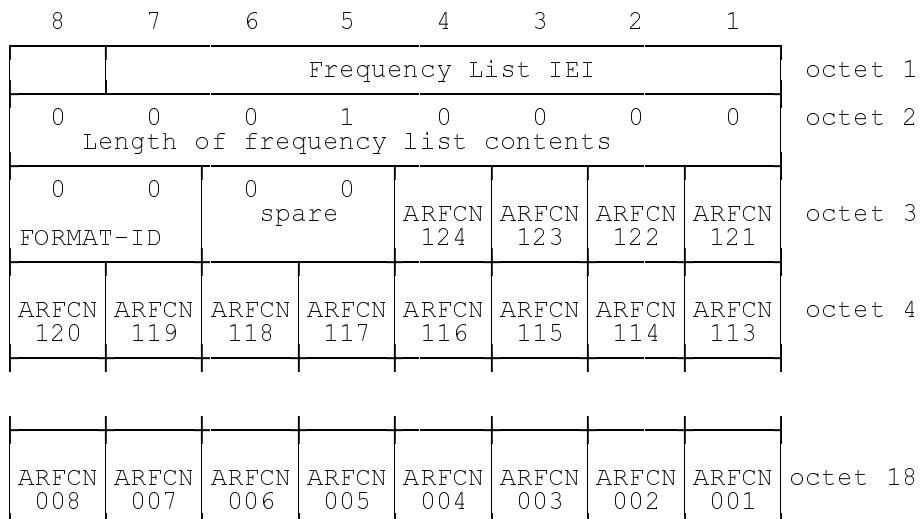 8 7 6 5 4 3 2 1
Frequency List IEI octet 1
0 0 0 1 0 0 0 0 octet 2
Length of frequency list contents
0 0 0 0
spare ARFCN ARFCN ARFCN ARFCN octet 3
FORMAT-ID 124 123 122 121
ARFCN ARFCN ARFCN ARFCN ARFCN ARFCN ARFCN ARFCN octet 4
120 119 118 117 116 115 114 113
ARFCN ARFCN ARFCN ARFCN ARFCN ARFCN ARFCN ARFCN octet 18
008 007 006 005 004 003 002 001